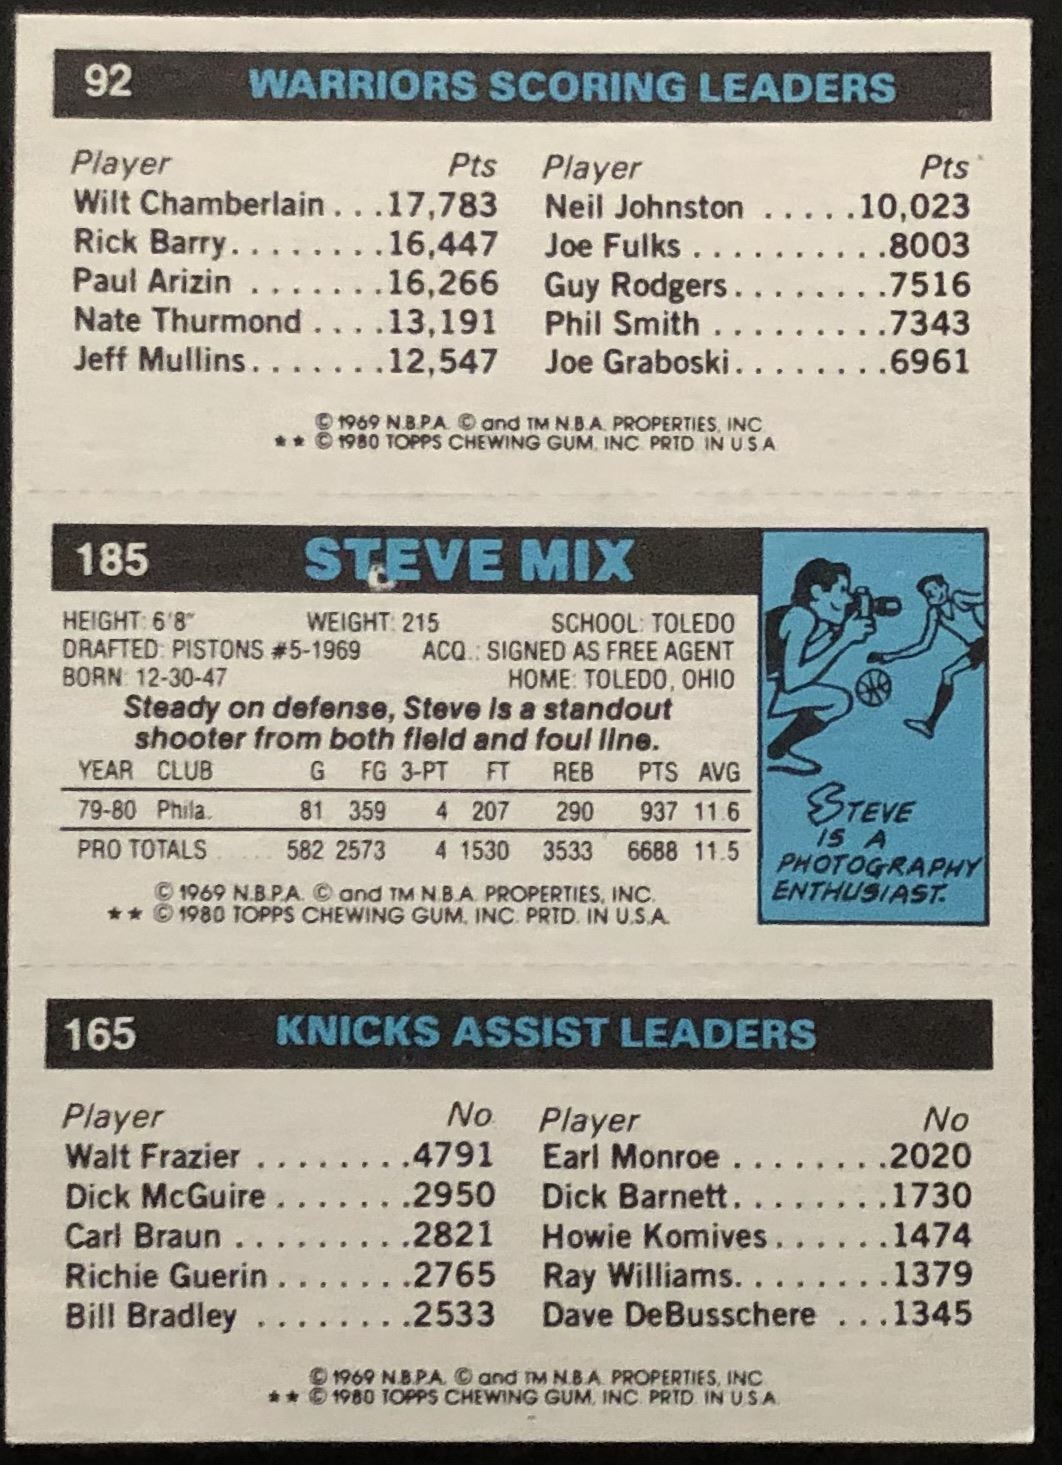 92 WARRIORS SCORING LEADERS
Player Pts Player Pts
Wilt Chamberlain . . .17,783 Neil Johnston . . . . .10,023
Rick Barry. . . . . . . .16,447 Joe Fulks . . . . . . . . . .8003
Paul Arizin . . . . . . .16,266 Guy Rodgers. . . . . . . .7516
Nate Thurmond . . . .13,191 Phil Smith . . . . . . . . .7343
Jeff Mullins. . . . . . .12,547 Joe Graboski. . . . . . . .6961
© 1969 N.B.P.A. © and TM N.B.A. PROPERTIES, INC.
★ ★ © 1980 TOPPS CHEWING GUM, INC. PRTD. IN U.S.A.
185 STEVE MIX
HEIGHT: 6'8" WEIGHT: 215 SCHOOL: TOLEDO
DRAFTED: PISTONS #5-1969 ACQ.: SIGNED AS FREE AGENT
BORN: 12-30-47 HOME: TOLEDO, OHIO
Steady on defense, Steve is a standout
shooter from both field and foul line.
YEAR CLUB G FG 3-PT FT REB PTS AVG
79-80 Phila. 81 359 4 207 290 937 11.6
PRO TOTALS 582 2573 4 1530 3533 6688 11.5
© 1969 N.B.P.A. © and TM N.B.A. PROPERTIES, INC.
★ ★ © 1980 TOPPS CHEWING GUM, INC. PRTD. IN U.S.A.
STEVE
IS A
PHOTOGRAPHY
ENTHUSIAST.
165 KNICKS ASSIST LEADERS
Player No. Player No
Walt Frazier . . . . . . . .4791 Earl Monroe . . . . . . . .2020
Dick McGuire . . . . . . .2950 Dick Barnett. . . . . . . .1730
Carl Braun . . . . . . . . .2821 Howie Komives . . . . . .1474
Richie Guerin . . . . . . .2765 Ray Williams. . . . . . . .1379
Bill Bradley . . . . . . . .2533 Dave DeBusschere . . .1345
© 1969 N.B.P.A. © and TM N.B.A. PROPERTIES, INC.
★ ★ © 1980 TOPPS CHEWING GUM, INC. PRTD. IN U.S.A.